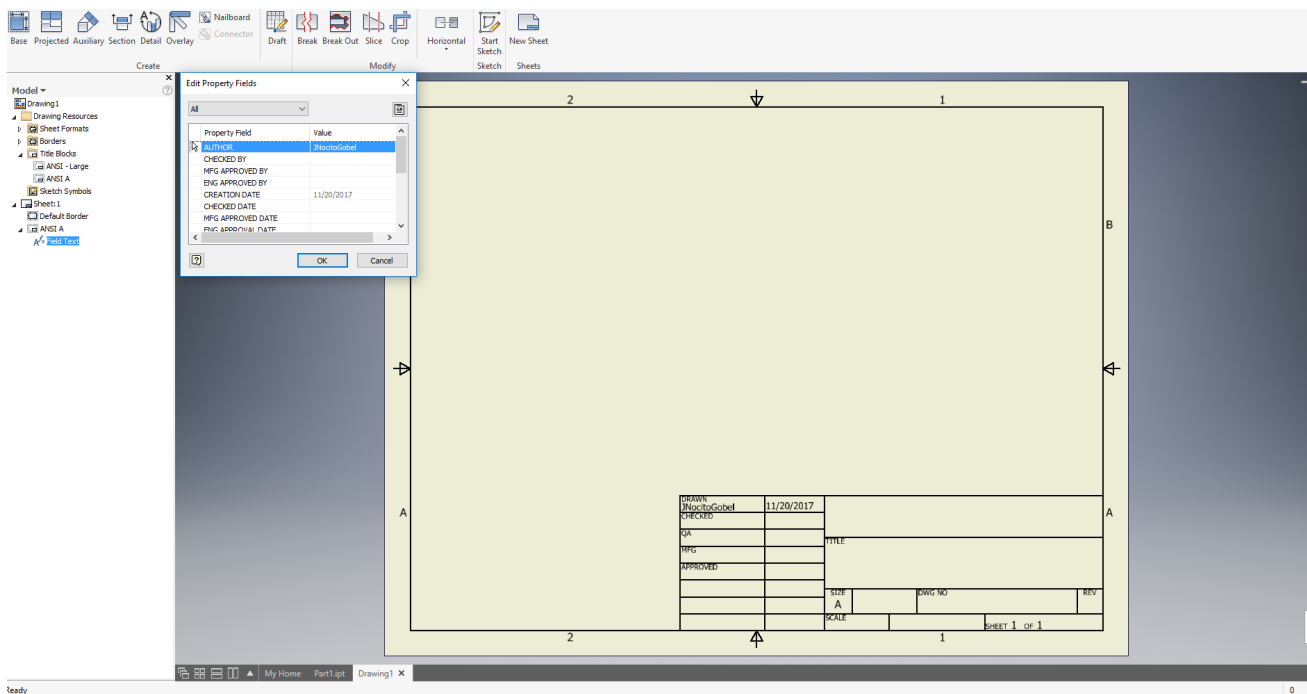 Nailboard
Connector
Base Projected Auxiliary Section Detail Overlay Draft Break Break Out Slice Crop Horizontal Start Sketch New Sheet
Create Modify Sketch Sheets
Model
Drawing1
Drawing Resources
Sheet Formats
Borders
Title Blocks
ANSI - Large
ANSI A
Sketch Symbols
Sheet:1
Default Border
ANSI A
Field Text
Edit Property Fields
All
Property Field Value
AUTHOR JNocitoGobel
CHECKED BY
MFG APPROVED BY
ENG APPROVED BY
CREATION DATE 11/20/2017
CHECKED DATE
MFG APPROVED DATE
ENG APPROVAL DATE
OK Cancel
2 1
B
A A
DRAWN
JNocitoGobel 11/20/2017
CHECKED
QA
TITLE
MFG
APPROVED
SIZE DWG NO REV
A
SCALE
SHEET 1 OF 1
2 1
My Home Part1.ipt Drawing1
Ready 0